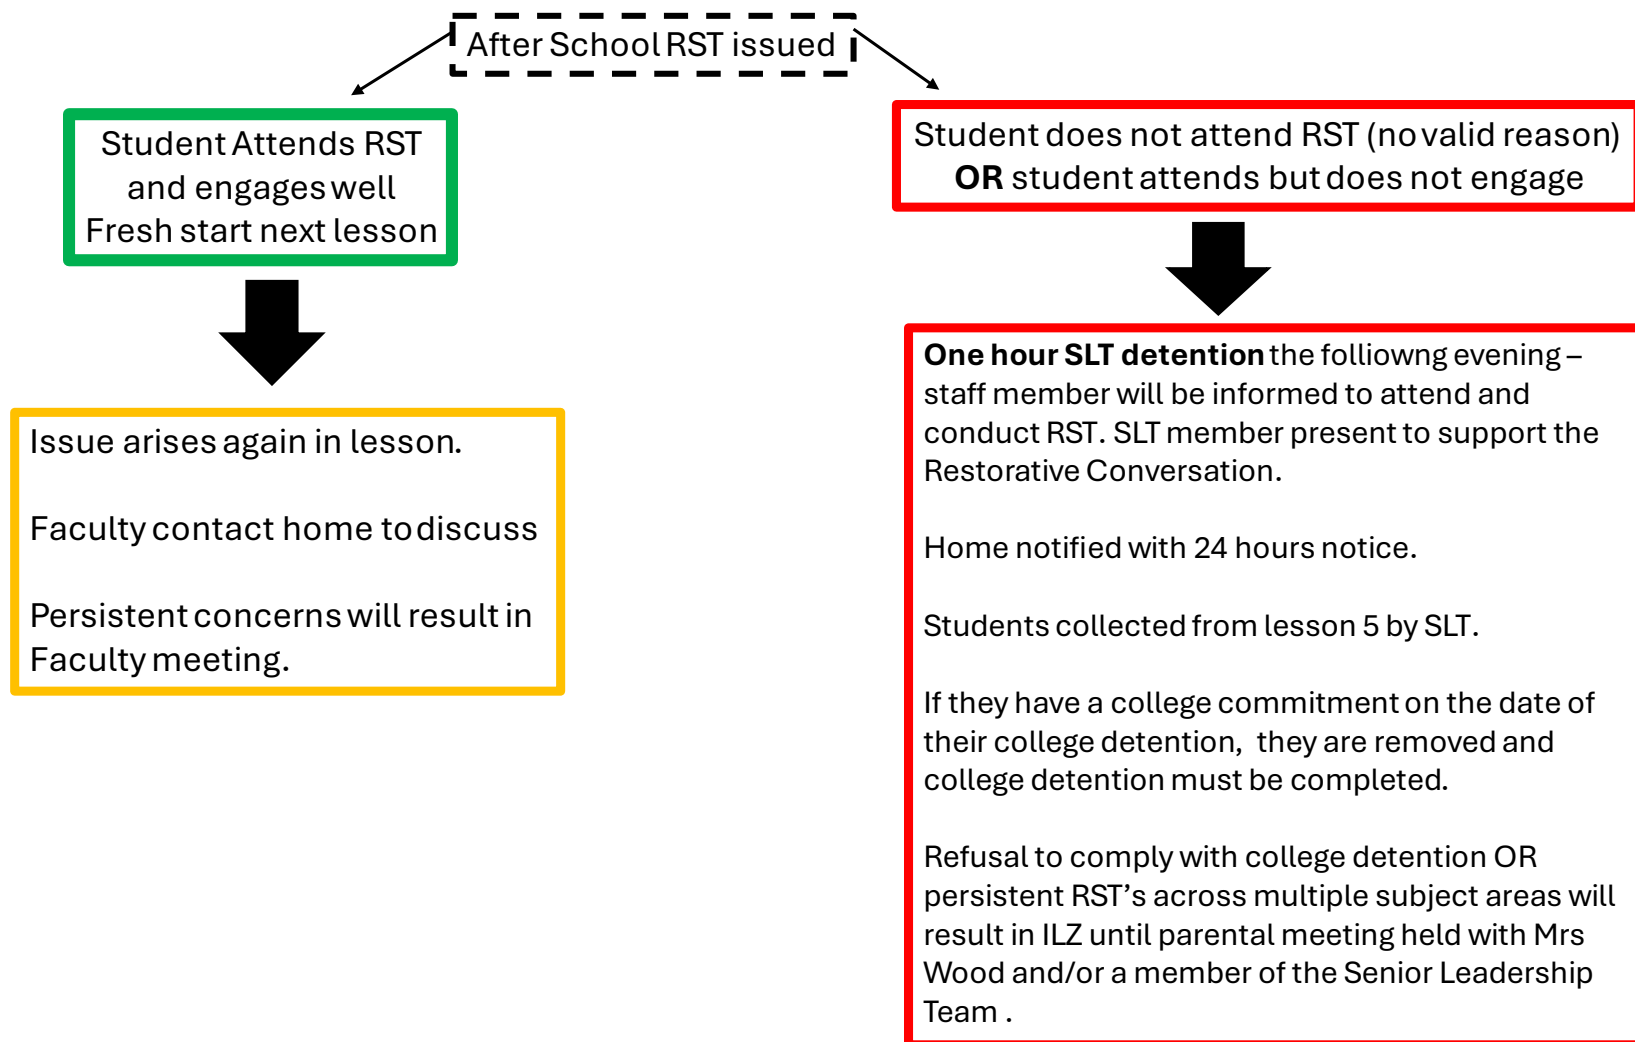 After School RST issued
Student Attends RST
and engages well
Fresh start next lesson
Student does not attend RST (no valid reason)
OR student attends but does not engage
Issue arises again in lesson.
Faculty contact home to discuss
Persistent concerns will result in
Faculty meeting.
One hour SLT detention the folliowng evening –
staff member will be informed to attend and
conduct RST. SLT member present to support the
Restorative Conversation.
Home notified with 24 hours notice.
Students collected from lesson 5 by SLT.
If they have a college commitment on the date of
their college detention, they are removed and
college detention must be completed.
Refusal to comply with college detention OR
persistent RST’s across multiple subject areas will
result in ILZ until parental meeting held with Mrs
Wood and/or a member of the Senior Leadership
Team .